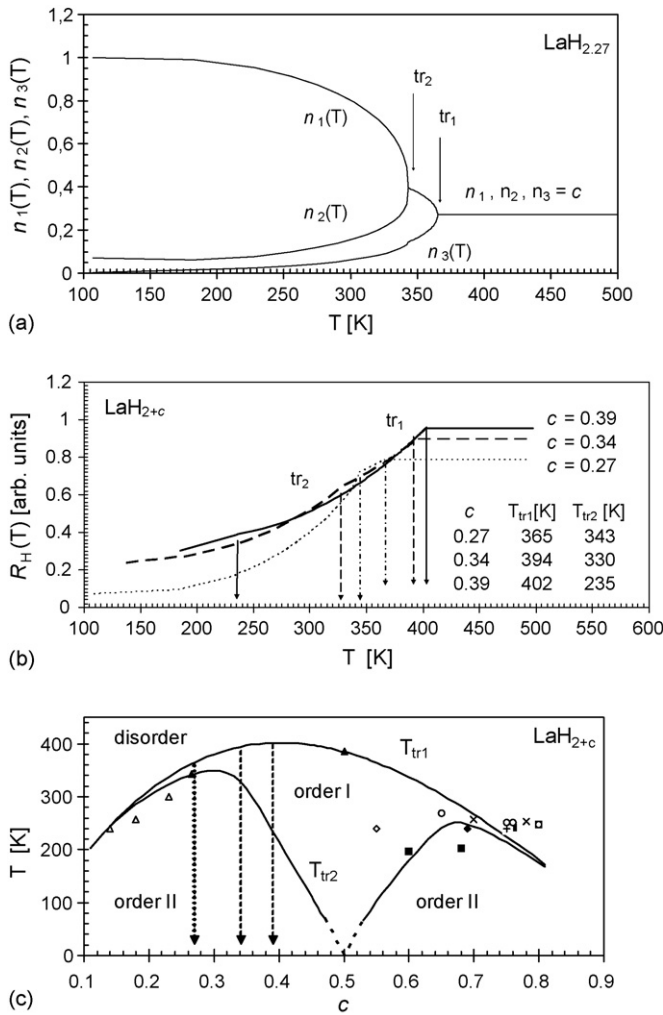 1,2
1
0,8
0,6
0,4
0,2
0
n1(T), n2(T), n3(T)
LaH2.27
tr2
tr1
n1(T)
n2(T)
n1 , n2 , n3 = c
n3(T)
100 150 200 250 300 350 400 450 500
T [K]
(a)
1.2
1
0.8
0.6
0.4
0.2
0
RH(T) [arb. units]
LaH2+c
tr1
tr2
c = 0.39
c = 0.34
c = 0.27
c Ttr1[K] Ttr2 [K]
0.27 365 343
0.34 394 330
0.39 402 235
100 150 200 250 300 350 400 450 500 550 600
T [K]
(b)
400
300
200
100
0
T [K]
disorder
LaH2+c
Ttr1
order I
Ttr2
order II
order II
0.1 0.2 0.3 0.4 0.5 0.6 0.7 0.8 0.9
c
(c)